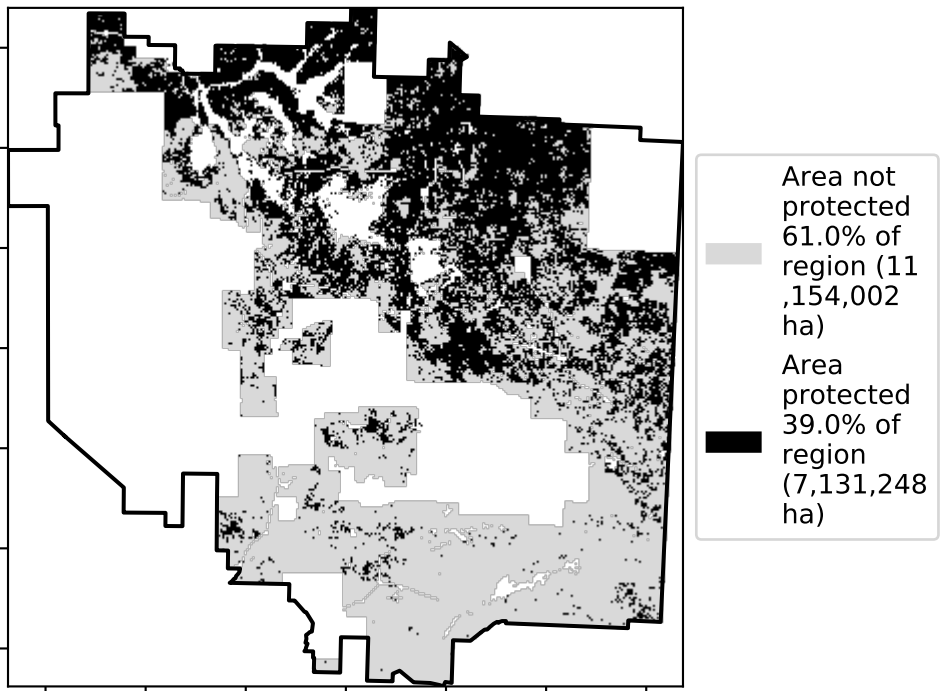 Area not
protected
61.0% of
region (11
,154,002
ha)
Area
protected
39.0% of
region
(7,131,248
ha)